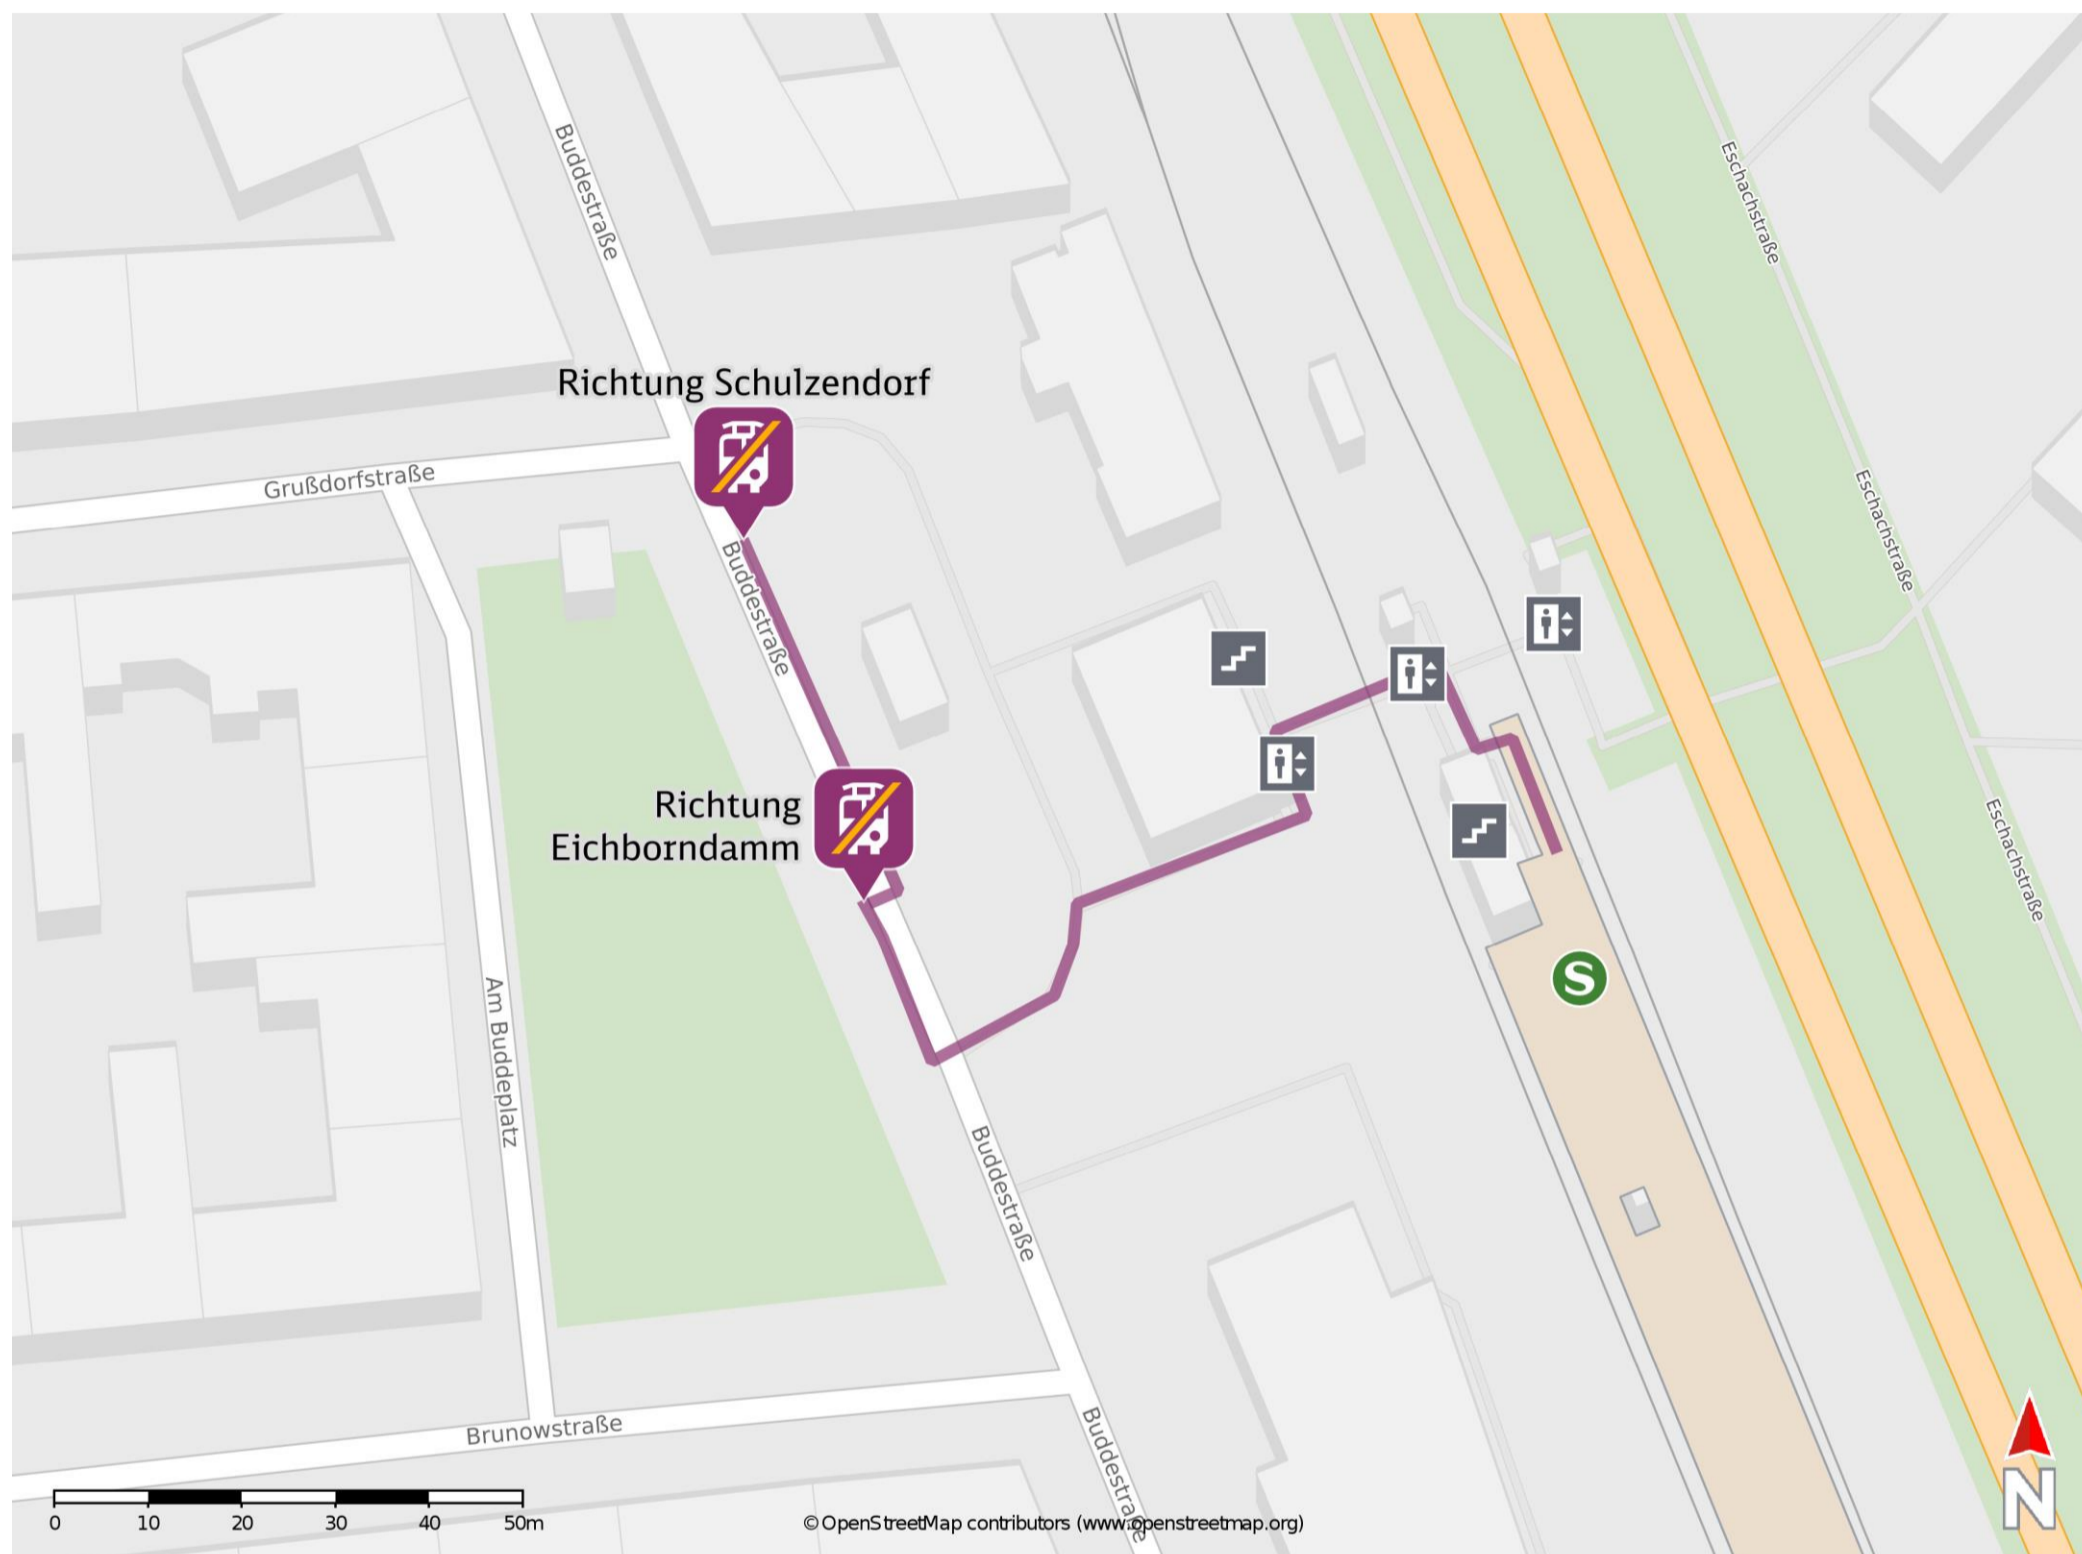 Buddestraße
Eschachstraße
Richtung Schulzendorf
Grußdorfstraße
Eschachstraße
Buddestraße
Richtung
Eichborndamm
Eschachstraße
S
Am Buddeplatz
Buddestraße
Brunowstraße
Buddestraße
N
0 10 20 30 40 50m
© OpenStreetMap contributors (www.openstreetmap.org)